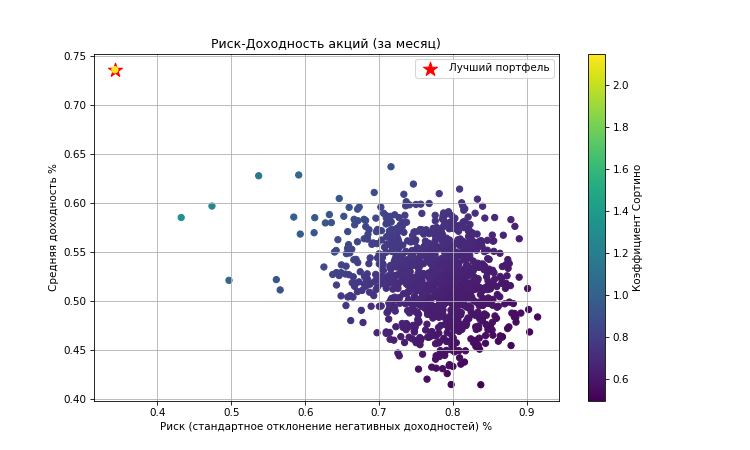 Риск-Доходность акций (за месяц)
Лучший портфель
Средняя доходность %
0.75
0.70
0.65
0.60
0.55
0.50
0.45
0.40
0.4 0.5 0.6 0.7 0.8 0.9
Риск (стандартное отклонение негативных доходностей) %
2.0
1.8
1.6
1.4
1.2
1.0
0.8
0.6
Коэффициент Сортино